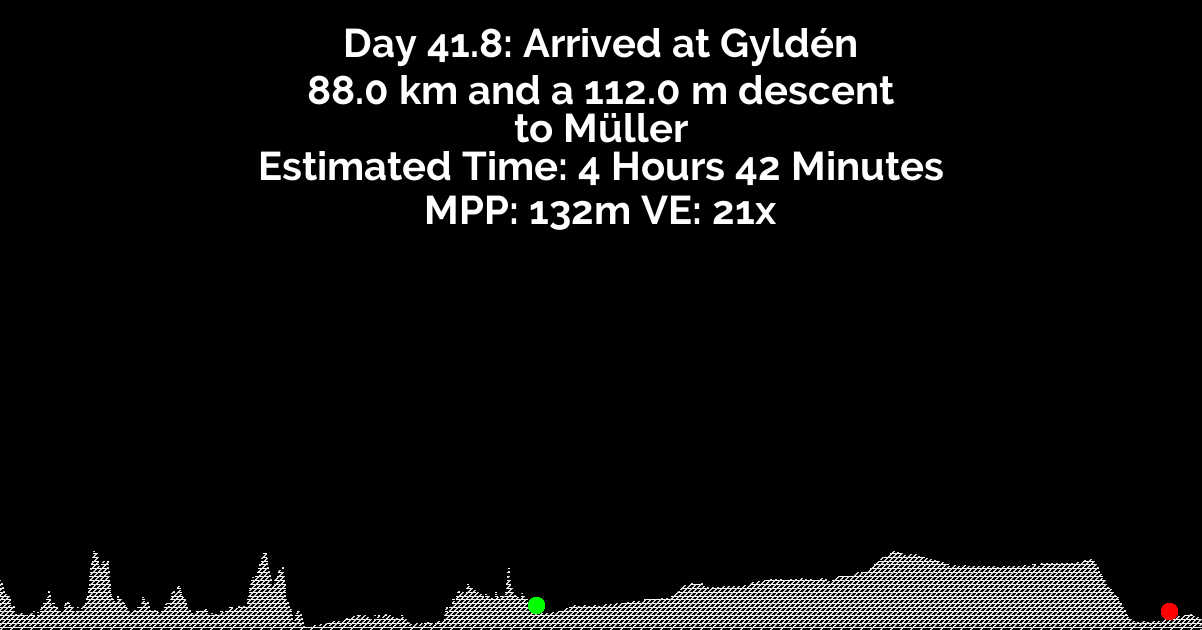 Day 41.8: Arrived at Gyldén
88.0 km and a 112.0 m descent
to Müller
Estimated Time: 4 Hours 42 Minutes
MPP: 132m VE: 21x